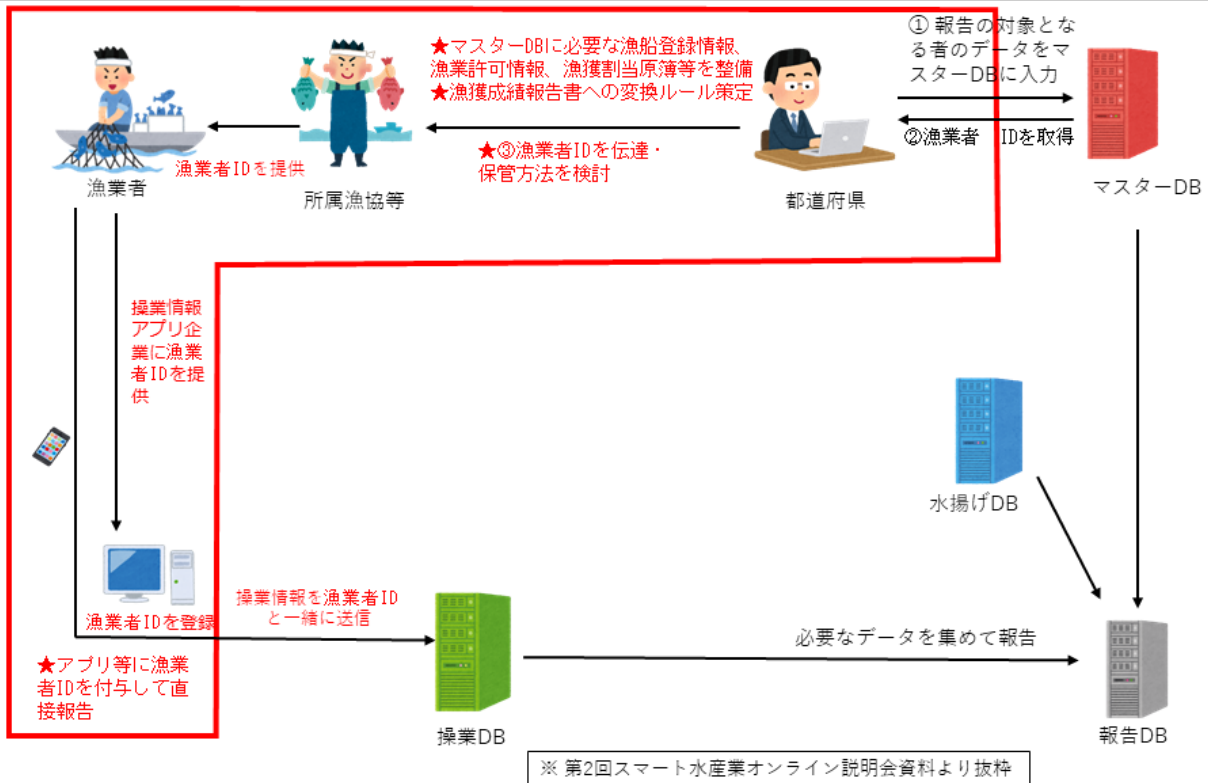 ★マスターDBに必要な漁船登録情報、
漁業許可情報、漁獲割当原簿等を整備
★漁獲成績報告書への変換ルール策定
① 報告の対象とな
る者のデータをマ
スターDBに入力
②漁業者　IDを取得
漁業者IDを提供
★③漁業者IDを伝達・
保管方法を検討
漁業者
所属漁協等
都道府県
マスターDB
操業情報
アプリ企
業に漁業
者IDを提
供
水揚げDB
漁業者IDを登録
操業情報を漁業者ID
と一緒に送信
必要なデータを集めて報告
★アプリ等に漁業
者IDを付与して直
接報告
操業DB
報告DB
※ 第2回スマート水産業オンライン説明会資料より抜枠